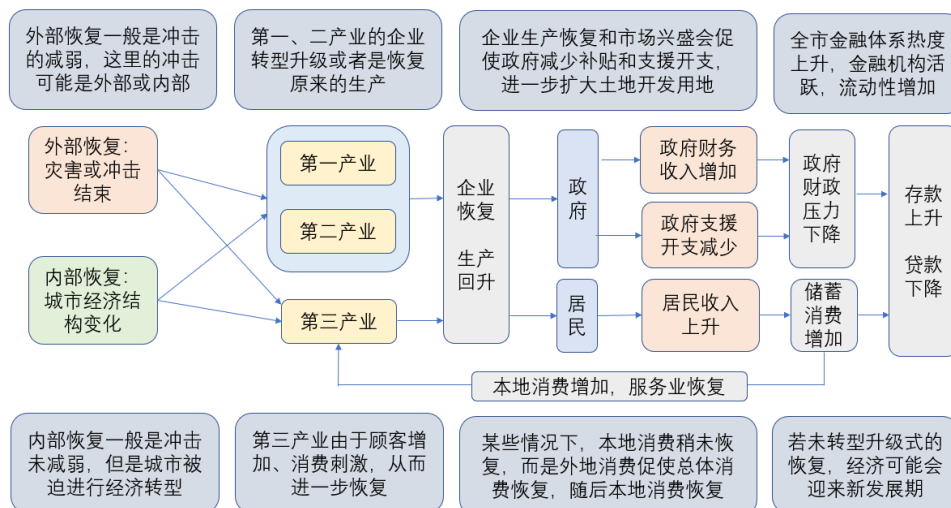 外部恢复一般是冲击
的减弱，这里的冲击
可能是外部或内部
第一、二产业的企业
转型升级或者是恢复
原来的生产
企业生产恢复和市场兴盛会促
使政府减少补贴和支援开支，
进一步扩大土地开发用地
全市金融体系热度
上升，金融机构活
跃，流动性增加
外部恢复：
灾害或冲击
结束
内部恢复：
城市经济结
构变化
第一产业
第二产业
第三产业
企业
恢复
生产
回升
政
府
居
民
政府财务
收入增加
政府支援
开支减少
居民收入
上升
政府
财政
压力
下降
储蓄
消费
增加
存款
上升
贷款
下降
本地消费增加，服务业恢复
内部恢复一般是冲击
未减弱，但是城市被
迫进行经济转型
第三产业由于顾客增
加、消费刺激，从而
进一步恢复
某些情况下，本地消费稍未恢
复，而是外地消费促使总体消
费恢复，随后本地消费恢复
若未转型升级式的
恢复，经济可能会
迎来新发展期